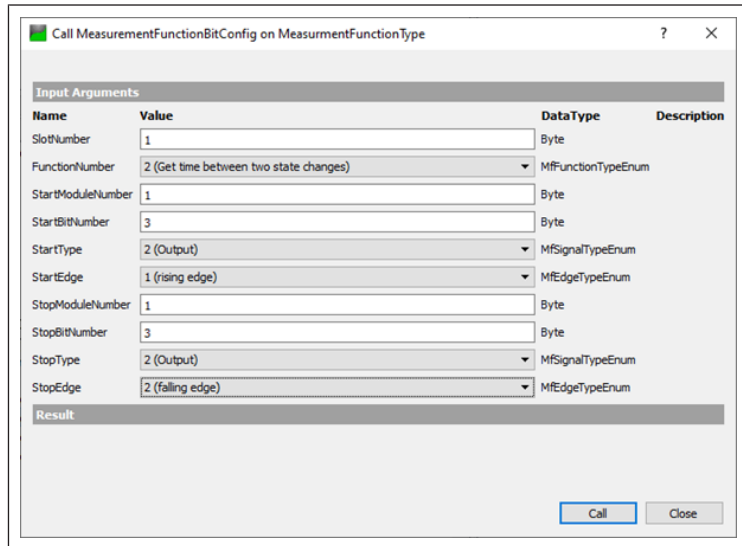 Call MeasurementFunctionBitConfig on MeasurmentFunctionType ? ×
Input Arguments
Name Value DataType Description
SlotNumber 1 Byte
FunctionNumber 2 (Get time between two state changes) MfFunctionTypeEnum
StartModuleNumber 1 Byte
StartBitNumber 3 Byte
StartType 2 (Output) MfSignalTypeEnum
StartEdge 1 (rising edge) MfEdgeTypeEnum
StopModuleNumber 1 Byte
StopBitNumber 3 Byte
StopType 2 (Output) MfSignalTypeEnum
StopEdge 2 (falling edge) MfEdgeTypeEnum
Result
Call Close